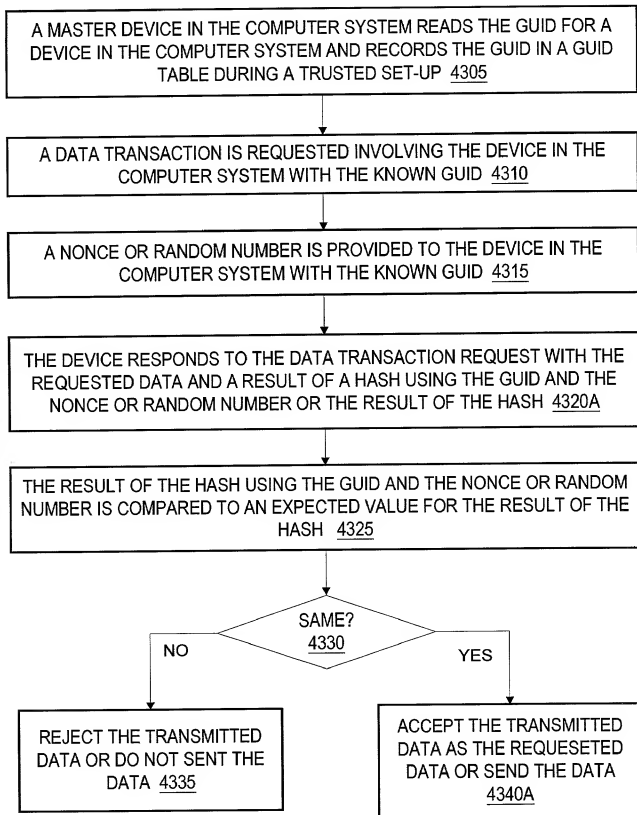 A MASTER DEVICE IN THE COMPUTER SYSTEM READS THE GUID FOR A
DEVICE IN THE COMPUTER SYSTEM AND RECORDS THE GUID IN A GUID
TABLE DURING A TRUSTED SET-UP 4305
A DATA TRANSACTION IS REQUESTED INVOLVING THE DEVICE IN THE
COMPUTER SYSTEM WITH THE KNOWN GUID 4310
A NONCE OR RANDOM NUMBER IS PROVIDED TO THE DEVICE IN THE
COMPUTER SYSTEM WITH THE KNOWN GUID 4315
THE DEVICE RESPONDS TO THE DATA TRANSACTION REQUEST WITH THE
REQUESTED DATA AND A RESULT OF A HASH USING THE GUID AND THE
NONCE OR RANDOM NUMBER OR THE RESULT OF THE HASH 4320A
THE RESULT OF THE HASH USING THE GUID AND THE NONCE OR RANDOM
NUMBER IS COMPARED TO AN EXPECTED VALUE FOR THE RESULT OF THE
HASH 4325
SAME?
4330
NO
YES
REJECT THE TRANSMITTED
DATA OR DO NOT SENT THE
DATA 4335
ACCEPT THE TRANSMITTED
DATA AS THE REQUESETED
DATA OR SEND THE DATA
4340A